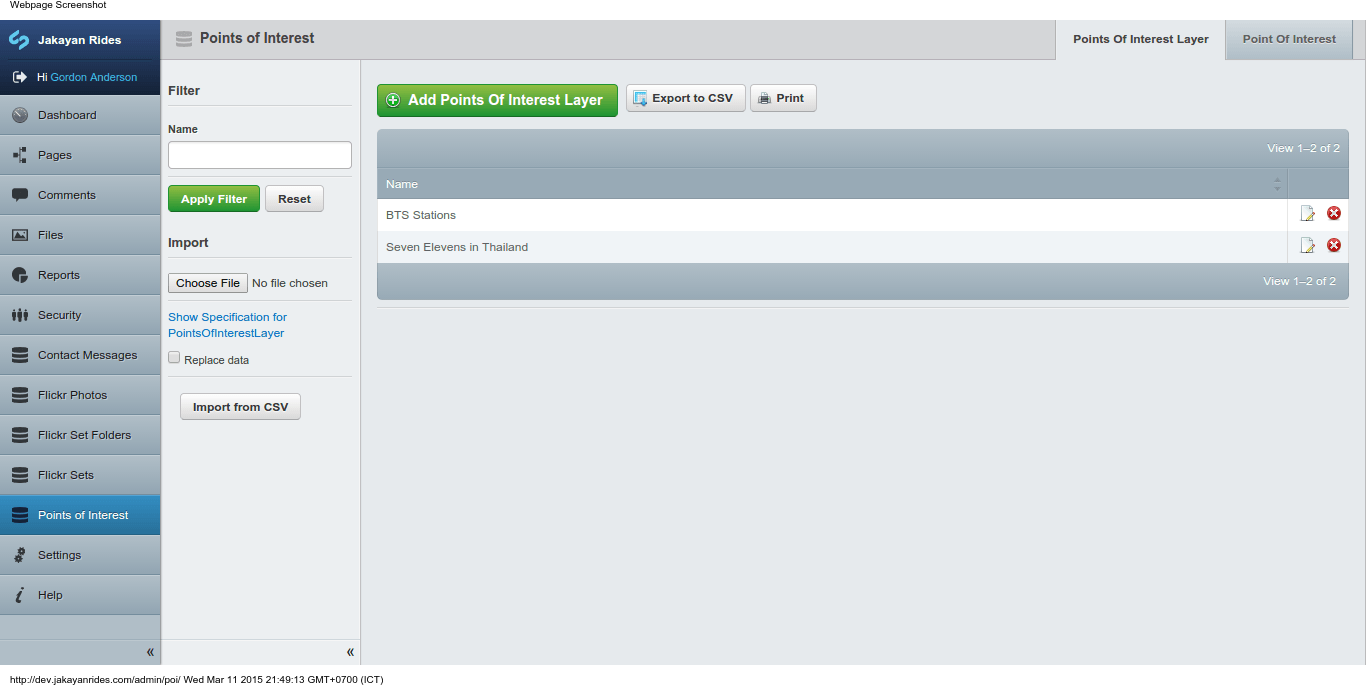 Webpage Screenshot
Jakayan Rides
Hi Gordon Anderson
Dashboard
Pages
Comments
Files
Reports
Security
Contact Messages
Flickr Photos
Flickr Set Folders
Flickr Sets
Points of Interest
Settings
Help
«
Points of Interest
Points Of Interest Layer
Point Of Interest
Filter
Name
Apply Filter
Reset
Import
Choose File No file chosen
Show Specification for
PointsOfInterestLayer
Replace data
Import from CSV
«
Add Points Of Interest Layer
Export to CSV
Print
View 1–2 of 2
Name
BTS Stations
Seven Elevens in Thailand
View 1–2 of 2
http://dev.jakayanrides.com/admin/poi/ Wed Mar 11 2015 21:49:13 GMT+0700 (ICT)